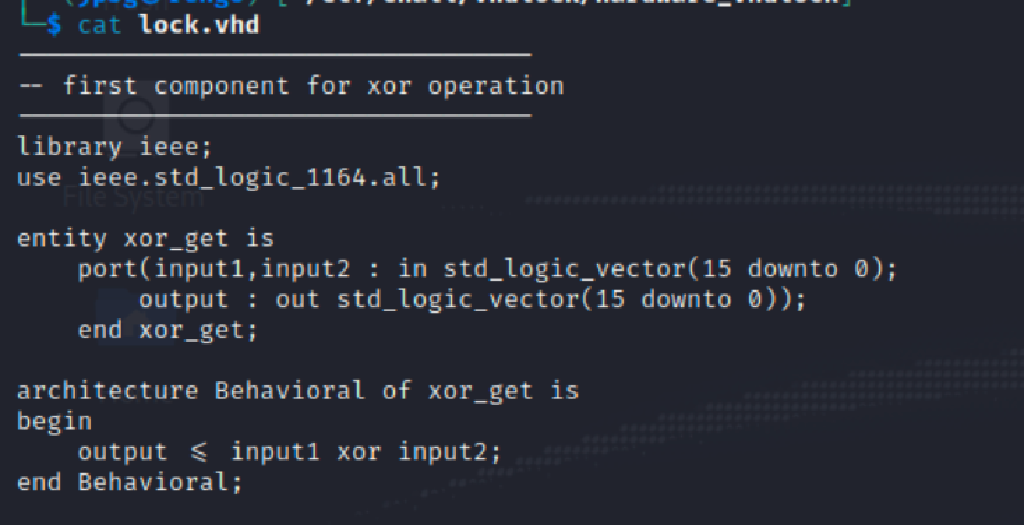 $ cat lock.vhd
-- first component for xor operation
library ieee;
use ieee.std_logic_1164.all;
File System
entity xor_get is
    port(input1,input2 : in std_logic_vector(15 downto 0);
        output : out std_logic_vector(15 downto 0));
    end xor_get;
architecture Behavioral of xor_get is
begin
    output <= input1 xor input2;
end Behavioral;